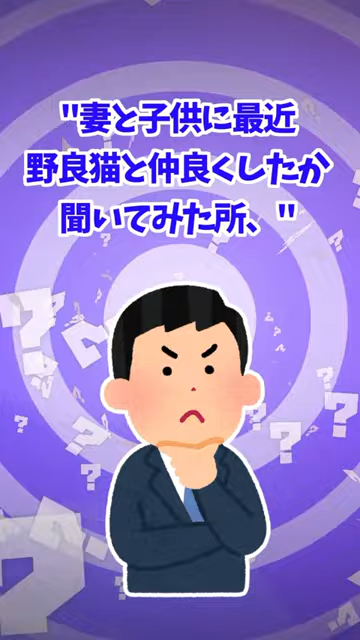 "妻と子供に最近
野良猫と仲良くしたか
聞いてみた所、"